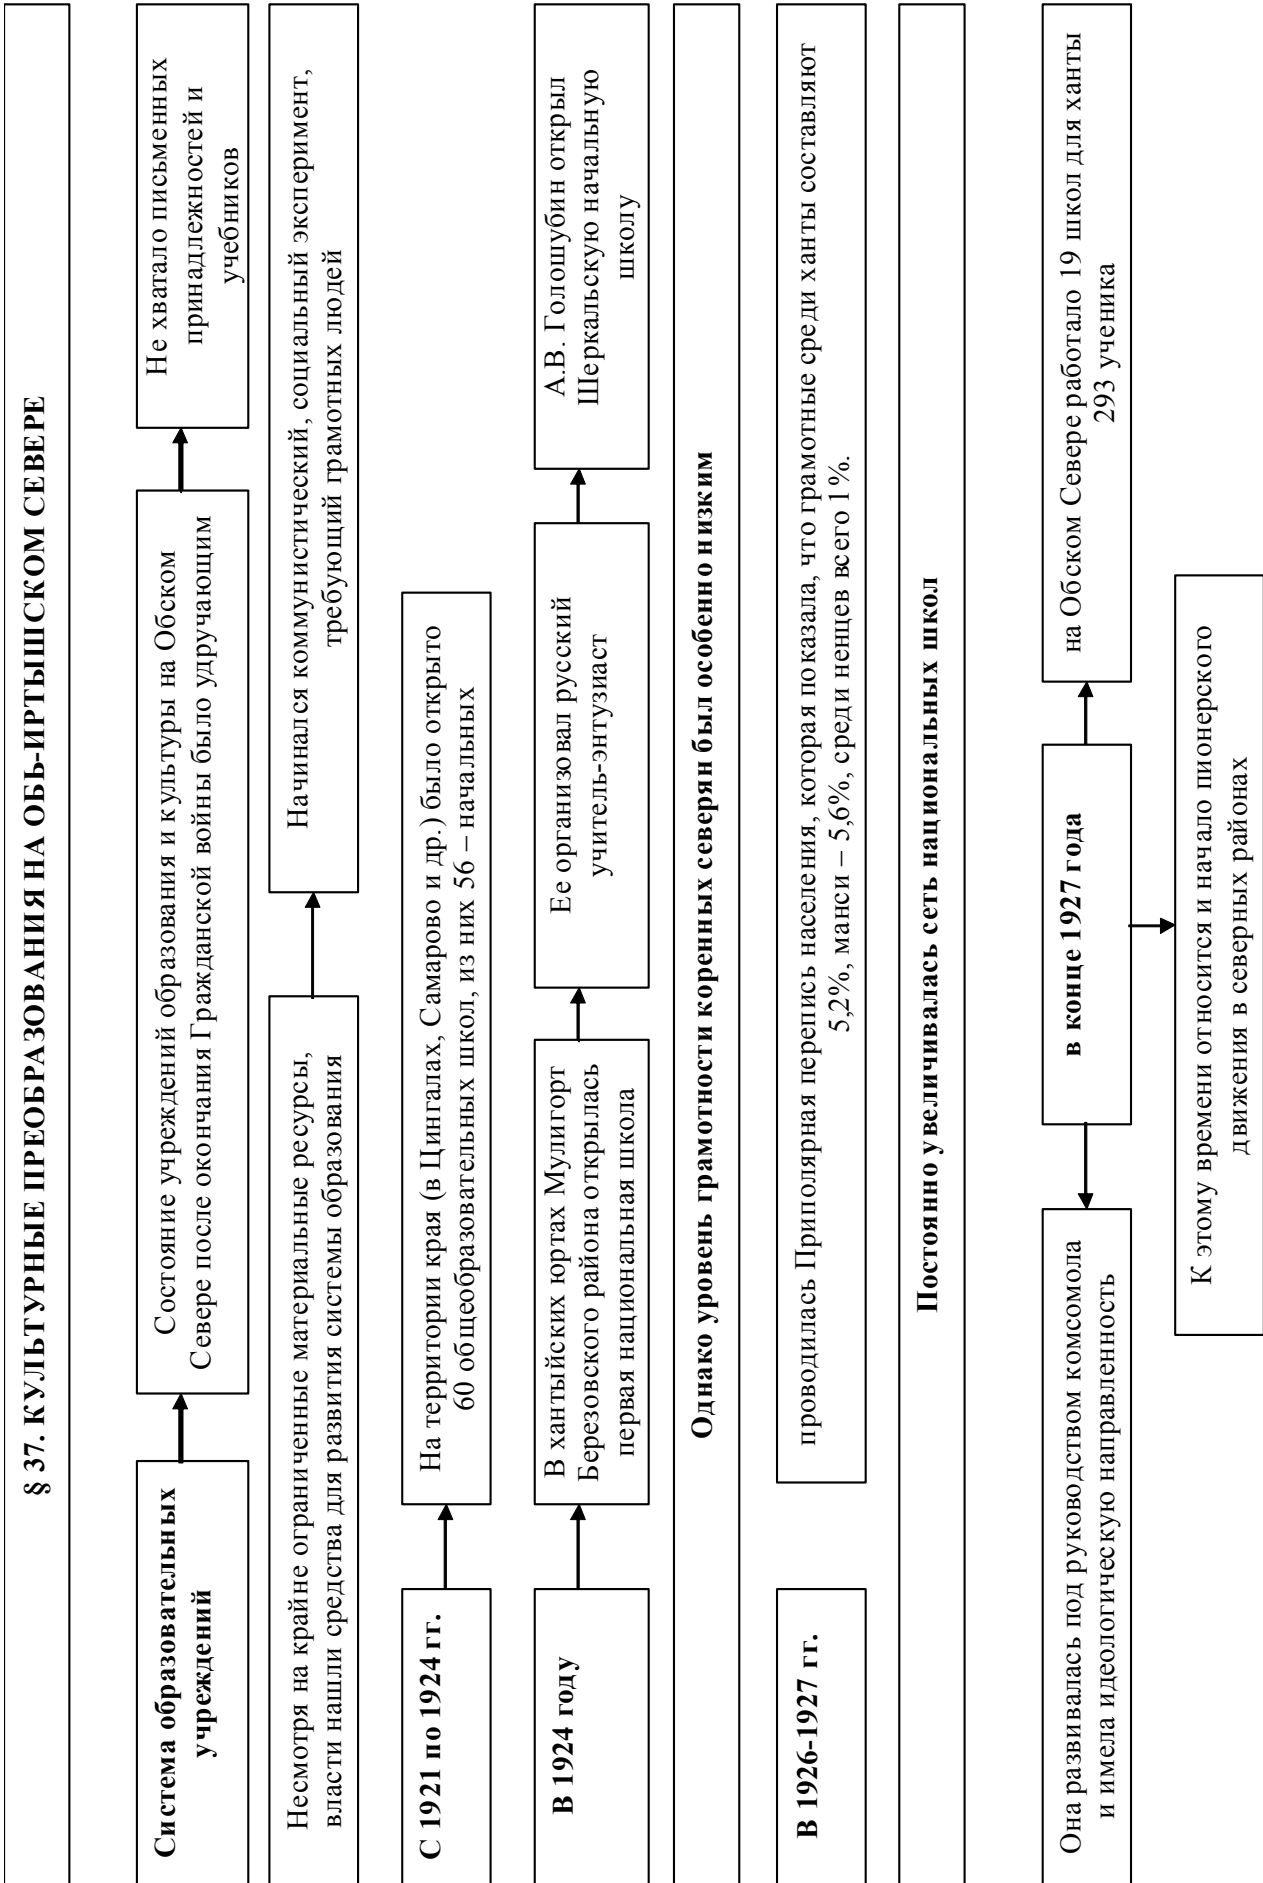 § 37. КУЛЬТУРНЫЕ ПРЕОБРАЗОВАНИЯ НА ОБЬ-ИРТЫШСКОМ СЕВЕРЕ
Система образовательных
учреждений
Состояние учреждений образования и культуры на Обском
Севере после окончания Гражданской войны было удручающим
Не хватало письменных
принадлежностей и
учебников
Несмотря на крайне ограниченные материальные ресурсы,
власти нашли средства для развития системы образования
Начинался коммунистический, социальный эксперимент,
требующий грамотных людей
С 1921 по 1924 гг.
На территории края (в Цингалах, Самарово и др.) было открыто
60 общеобразовательных школ, из них 56 – начальных
В 1924 году
В хантыйских юртах Мулигорт
Березовского района открылась
первая национальная школа
Ее организовал русский
учитель-энтузиаст
А.В. Голошубин открыл
Шеркальскую начальную
школу
Однако уровень грамотности коренных северян был особенно низким
В 1926-1927 гг.
проводилась Приполярная перепись населения, которая показала, что грамотные среди ханты составляют
5,2%, манси – 5,6%, среди ненцев всего 1%.
Постоянно увеличивалась сеть национальных школ
Она развивалась под руководством комсомола
и имела идеологическую направленность
в конце 1927 года
на Обском Севере работало 19 школ для ханты
293 ученика
К этому времени относится и начало пионерского
движения в северных районах